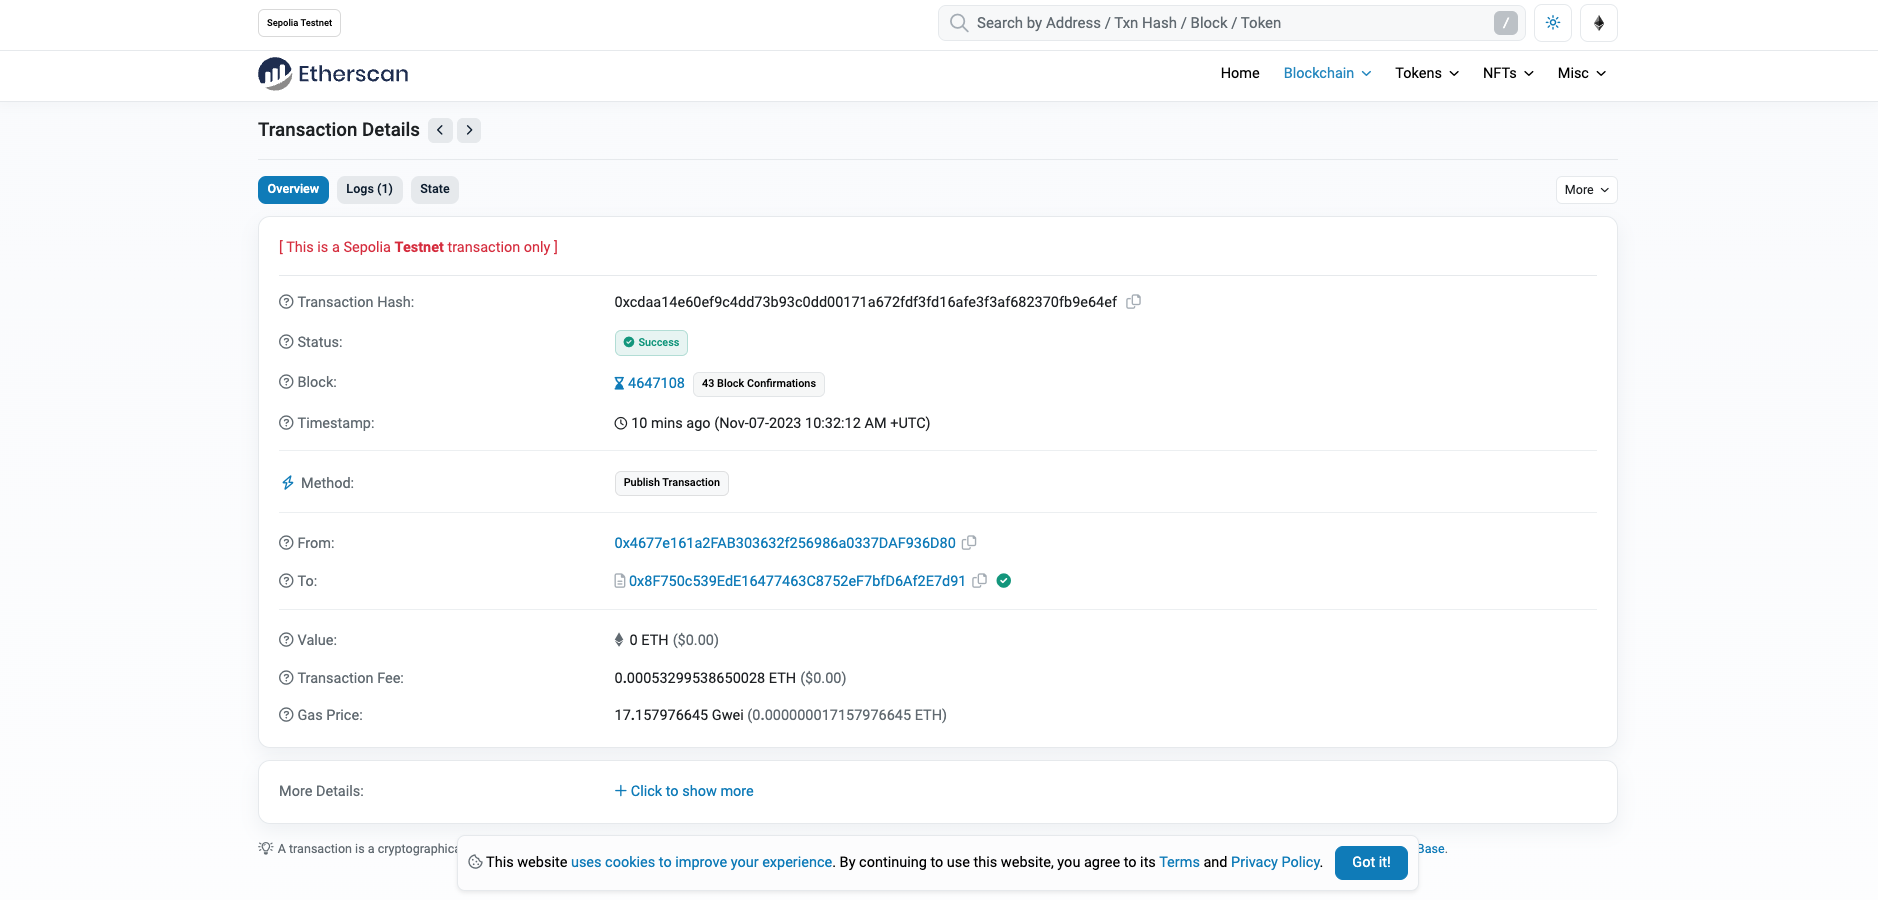 Sepolia Testnet
Search by Address / Txn Hash / Block / Token
/
Etherscan
Home Blockchain Tokens NFTs Misc
Transaction Details
Overview Logs (1) State More
[ This is a Sepolia Testnet transaction only ]
Transaction Hash: 0xcdaa14e60ef9c4dd73b93c0dd00171a672fdf3fd16afe3f3af682370fb9e64ef
Status: Success
Block: 4647108 43 Block Confirmations
Timestamp: 10 mins ago (Nov-07-2023 10:32:12 AM +UTC)
Method: Publish Transaction
From: 0x4677e161a2FAB303632f256986a0337DAF936D80
To: 0x8F750c539EdE16477463C8752eF7bfD6Af2E7d91
Value: 0 ETH ($0.00)
Transaction Fee: 0.00053299538650028 ETH ($0.00)
Gas Price: 17.157976645 Gwei (0.000000017157976645 ETH)
More Details: Click to show more
A transaction is a cryptographica Base.
This website uses cookies to improve your experience. By continuing to use this website, you agree to its Terms and Privacy Policy. Got it!